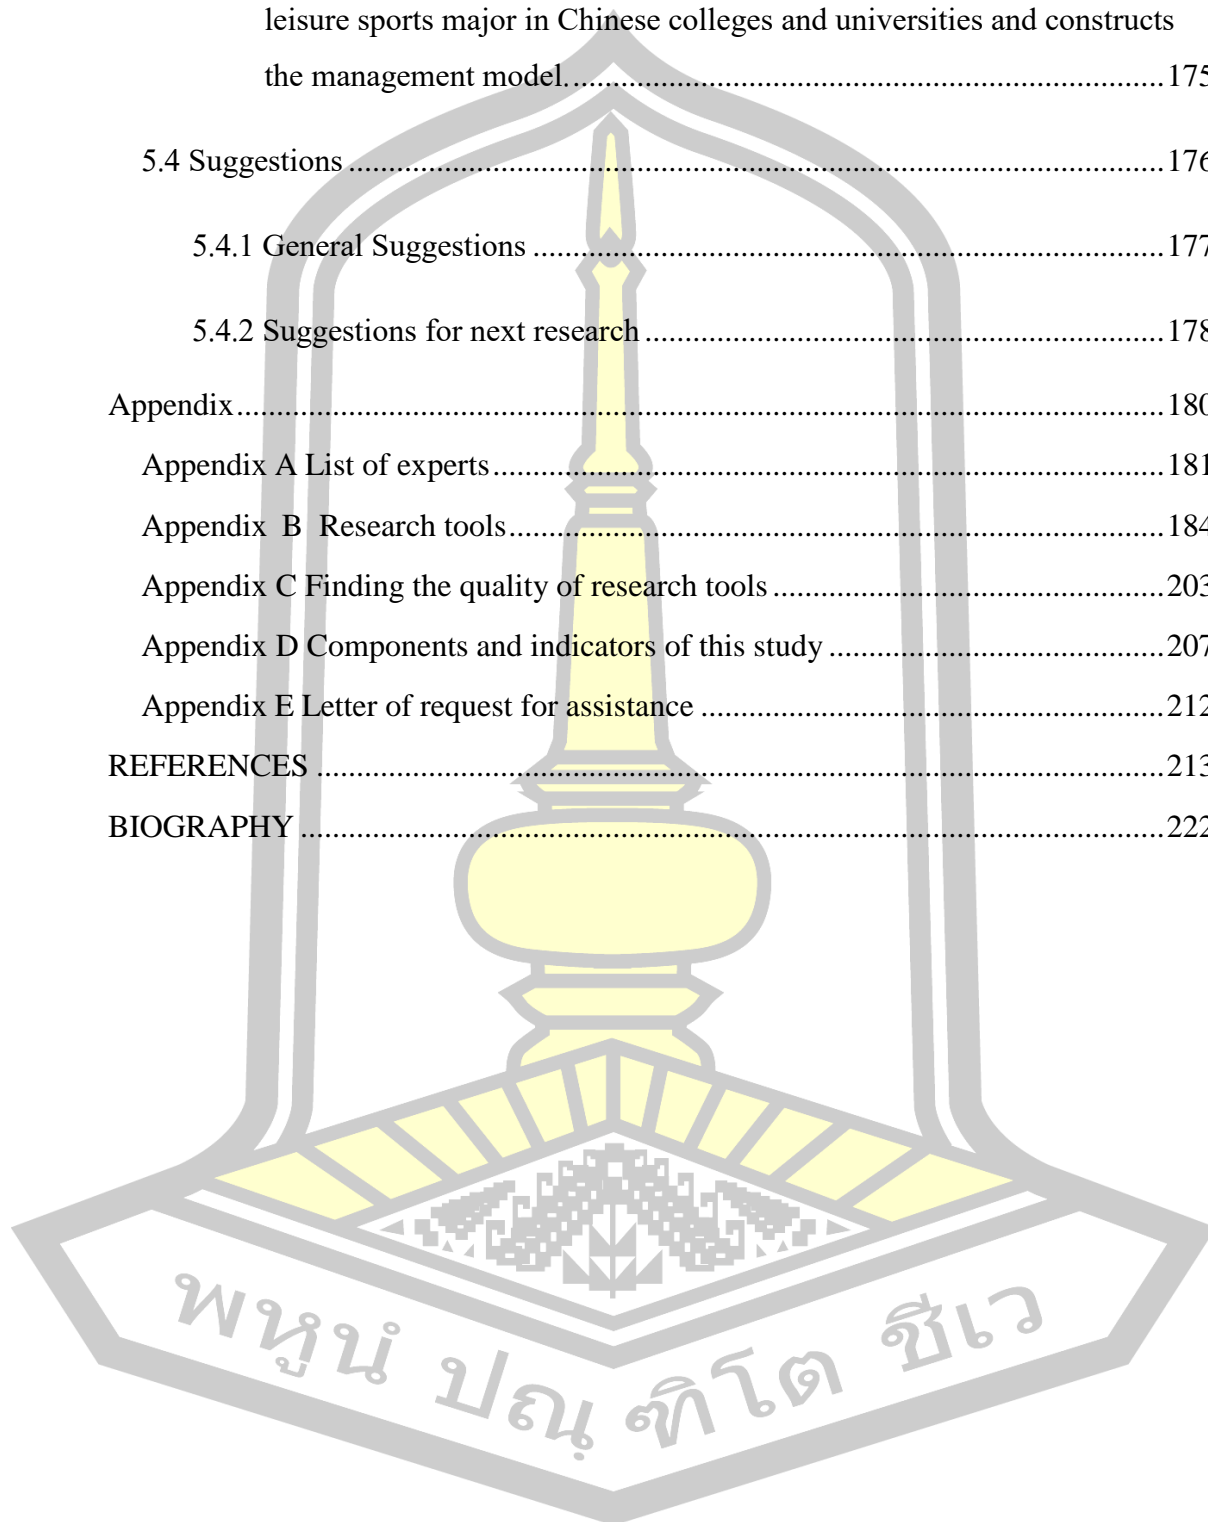 leisure sports major in Chinese colleges and universities and constructs
the management model. .......... 175
5.4 Suggestions .......... 176
5.4.1 General Suggestions .......... 177
5.4.2 Suggestions for next research .......... 178
Appendix .......... 180
Appendix A List of experts .......... 181
Appendix B Research tools .......... 184
Appendix C Finding the quality of research tools .......... 203
Appendix D Components and indicators of this study .......... 207
Appendix E Letter of request for assistance .......... 212
REFERENCES .......... 213
BIOGRAPHY .......... 222
พหูนํ ปณฺฑิโต ชีเว